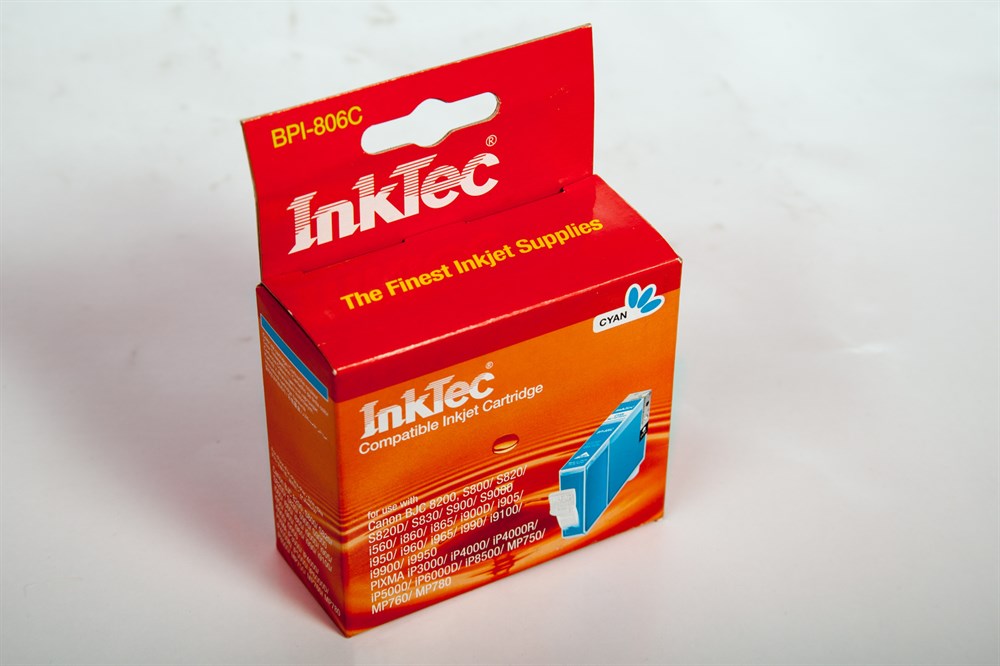 BPI-806C
InkTec®
The Finest Inkjet Supplies
CYAN
InkTec®
Compatible Inkjet Cartridge
for use with
Canon BJC 8200, S800/ S820/
S820D/ S830/ S900/ S9000
i560/ i860/ i865/ i900D/ i905/
i950/ i960/ i965/ i990/ i9100/
i9900/ i9950
PIXMA iP3000/ iP4000/ iP4000R/
iP5000/ iP6000D/ iP8500/ MP750/
MP760/ MP780